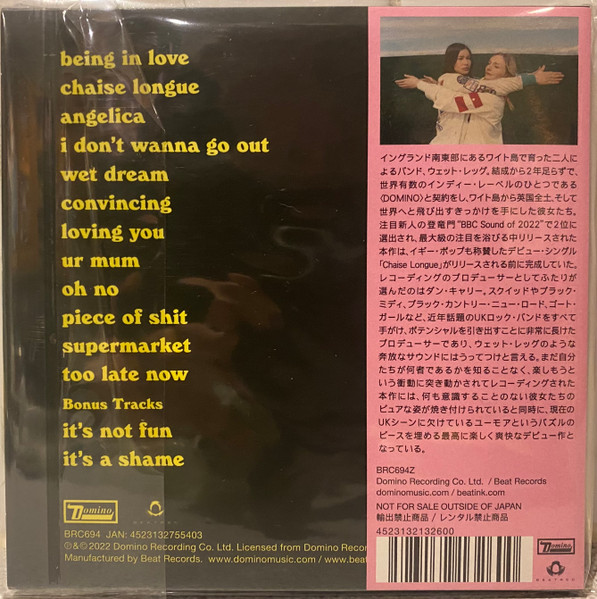 being in love
chaise longue
angelica
i don't wanna go out
wet dream
convincing
loving you
ur mum
oh no
piece of shit
supermarket
too late now
Bonus Tracks
it's not fun
it's a shame
Domino
BEATREC
BRC694 JAN: 4523132755403
℗&©2022 Domino Recording Co. Ltd. Licensed from Domino Recor
Manufactured by Beat Records. www.dominomusic.com / www.beat
イングランド南東部にあるワイト島で育った二人に
よるバンド、ウェット・レッグ。結成から2年足らずで、
世界有数のインディー・レーベルのひとつである
〈DOMINO〉と契約をし、ワイト島から英国全土、そして
世界へと飛び出すきっかけを手にした彼女たち。
注目新人の登竜門"BBC Sound of 2022"で2位に
選出され、最大級の注目を浴びる中リリースされた
本作は、イギー・ポップも称賛したデビュー・シングル
「Chaise Longue」がリリースされる前に完成していた。
レコーディングのプロデューサーとしてふたりが
選んだのはダン・キャリー。スクイッドやブラック・
ミディ、ブラック・カントリー・ニュー・ロード、ゴート・
ガールなど、近年話題のUKロック・バンドをすべて
手がけ、ポテンシャルを引き出すことに非常に長けた
プロデューサーであり、ウェット・レッグのような
奔放なサウンドにはうってつけと言える。まだ自分
たちが何者であるかを知ることなく、楽しもうと
いう衝動に突き動かされてレコーディングされた
本作には、何も意識することのない彼女たちの
ピュアな姿が焼き付けられていると同時に、現在の
UKシーンに欠けているユーモアというパズルの
ピースを埋める最高に楽しく爽快なデビュー作と
なっている。
BRC694Z
Domino Recording Co. Ltd. / Beat Records
dominomusic.com / beatink.com
NOT FOR SALE OUTSIDE OF JAPAN
輸出禁止商品 / レンタル禁止商品
4523132132600
Domino
BEATREC